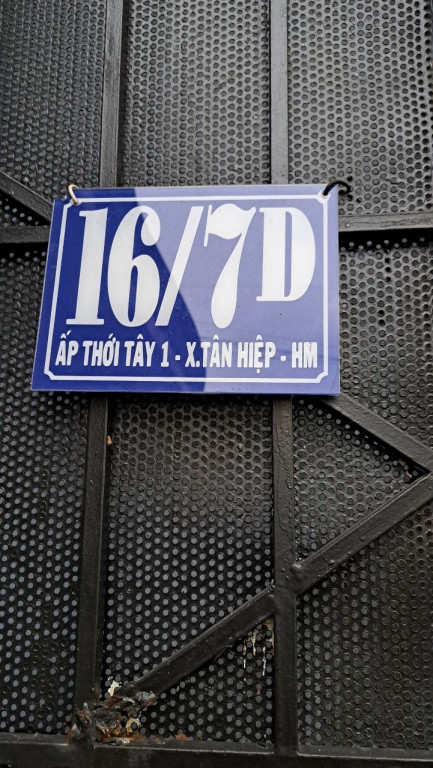 16/7D
ẤP THỚI TÂY 1 - X.TÂN HIỆP - HM